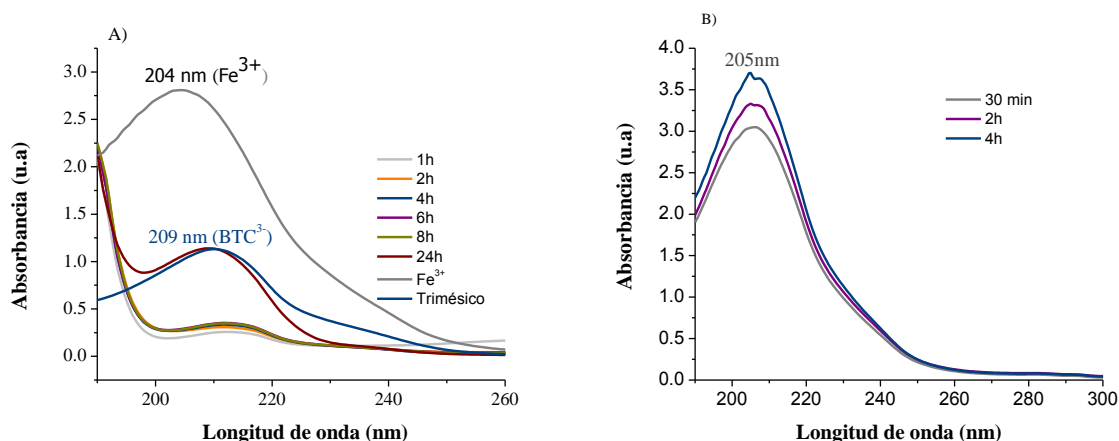 A)
204 nm (Fe³⁺)
209 nm (BTC³⁻)
1h
2h
4h
6h
8h
24h
Fe³⁺
Trimésico
3.0
2.5
2.0
1.5
1.0
0.5
0.0
200
220
240
260
Absorbancia (u.a)
Longitud de onda (nm)
B)
205nm
30 min
2h
4h
4.0
3.5
3.0
2.5
2.0
1.5
1.0
0.5
0.0
200
220
240
260
280
300
Absorbancia (u.a)
Longitud de onda (nm)